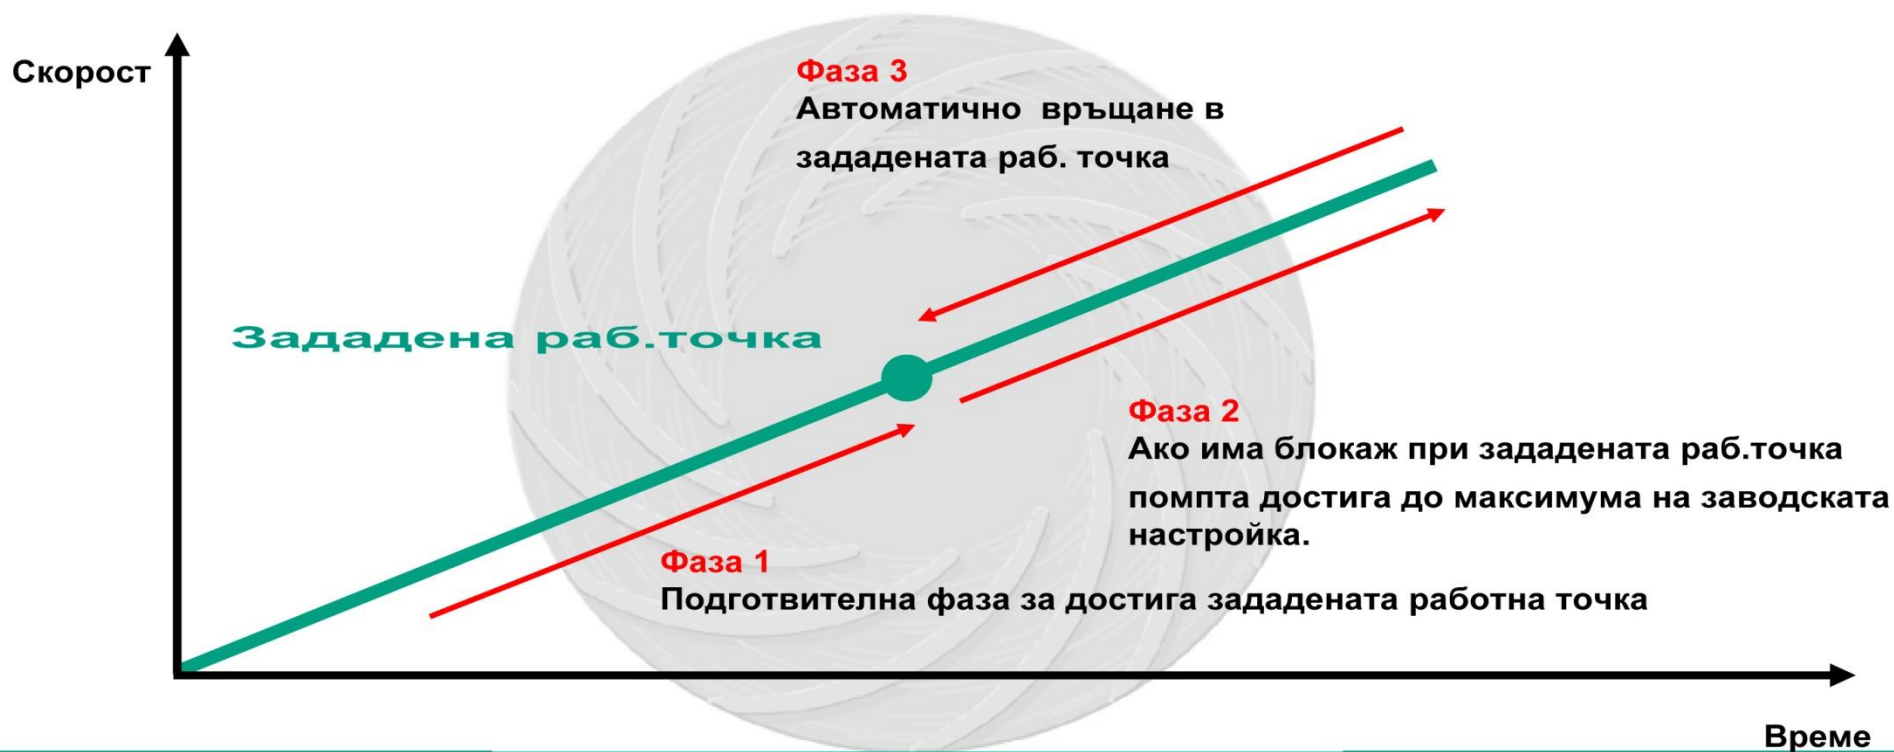 Скорост
Фаза 3
Автоматично връщане в
зададената раб. точка
Зададена раб.точка
Фаза 2
Ако има блокаж при зададената раб.точка
помпта достига до максимума на заводската
настройка.
Фаза 1
Подготвителна фаза за достига зададената работна точка
Време